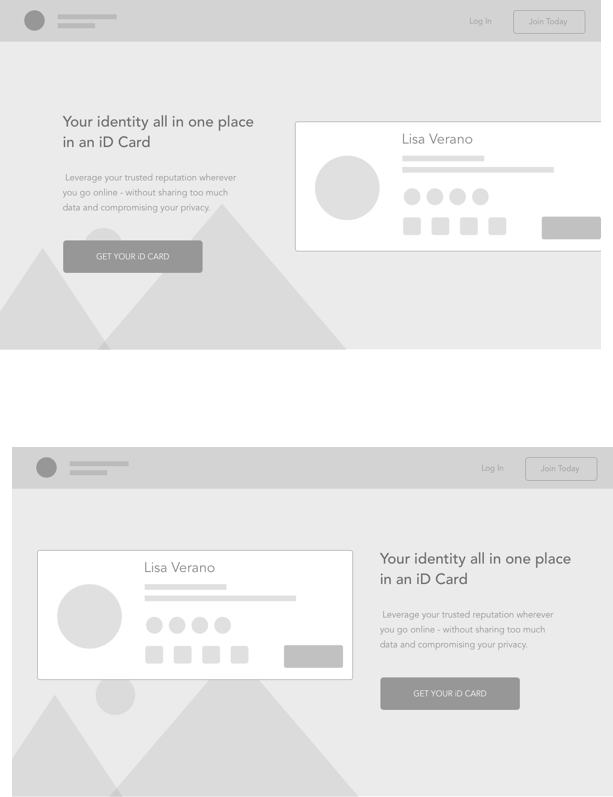 Log In
Join Today
Your identity all in one place
in an iD Card
Leverage your trusted reputation wherever
you go online - without sharing too much
data and compromising your privacy.
GET YOUR iD CARD
Lisa Verano
Log In
Join Today
Lisa Verano
Your identity all in one place
in an iD Card
Leverage your trusted reputation wherever
you go online - without sharing too much
data and compromising your privacy.
GET YOUR iD CARD